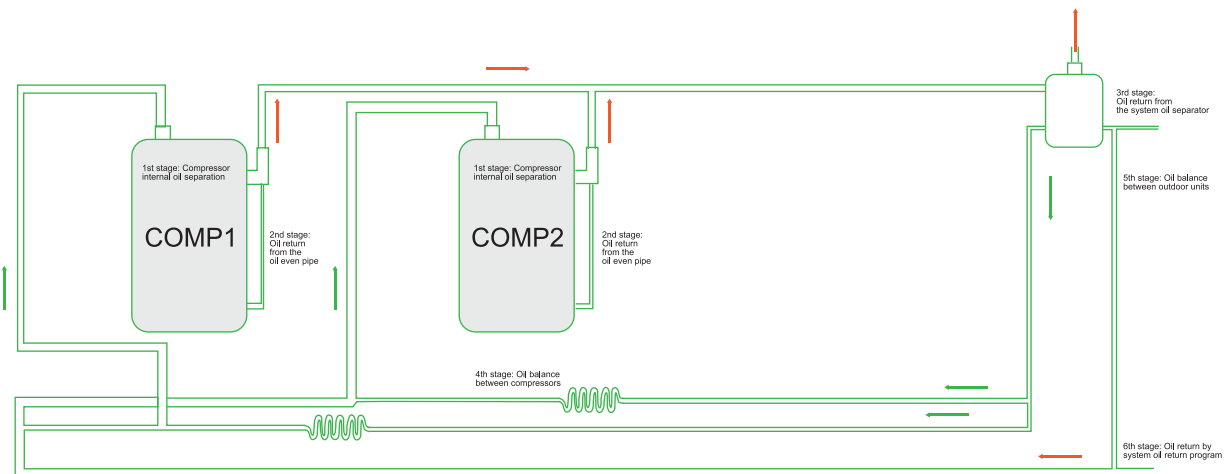 1st stage: Compressor
internal oil separation
COMP1
2nd stage:
Oil return
from the
oil even pipe
1st stage: Compressor
internal oil separation
COMP2
2nd stage:
Oil return
from the
oil even pipe
3rd stage:
Oil return from
the system oil separator
5th stage: Oil balance
between outdoor units
4th stage: Oil balance
between compressors
6th stage: Oil return by
system oil return program